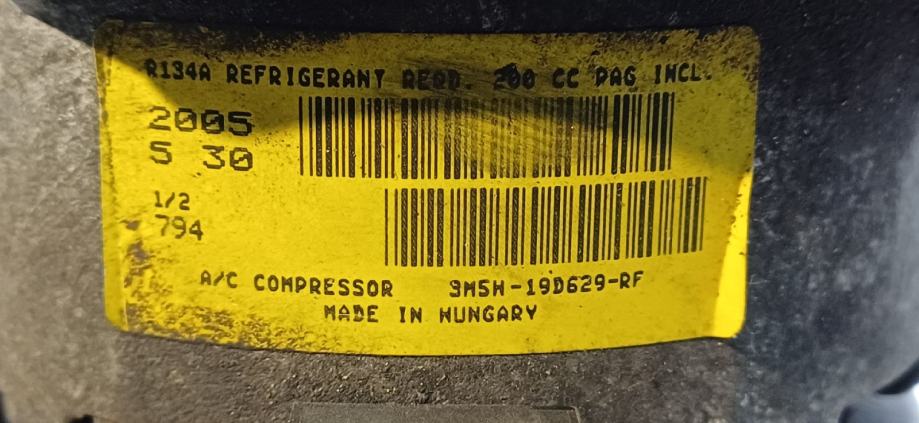 R134A REFRIGERANT REQD. 200 CC PAG INCL.
2005
5 30
1/2
794
A/C COMPRESSOR 3M5H-19D629-RF
MADE IN HUNGARY